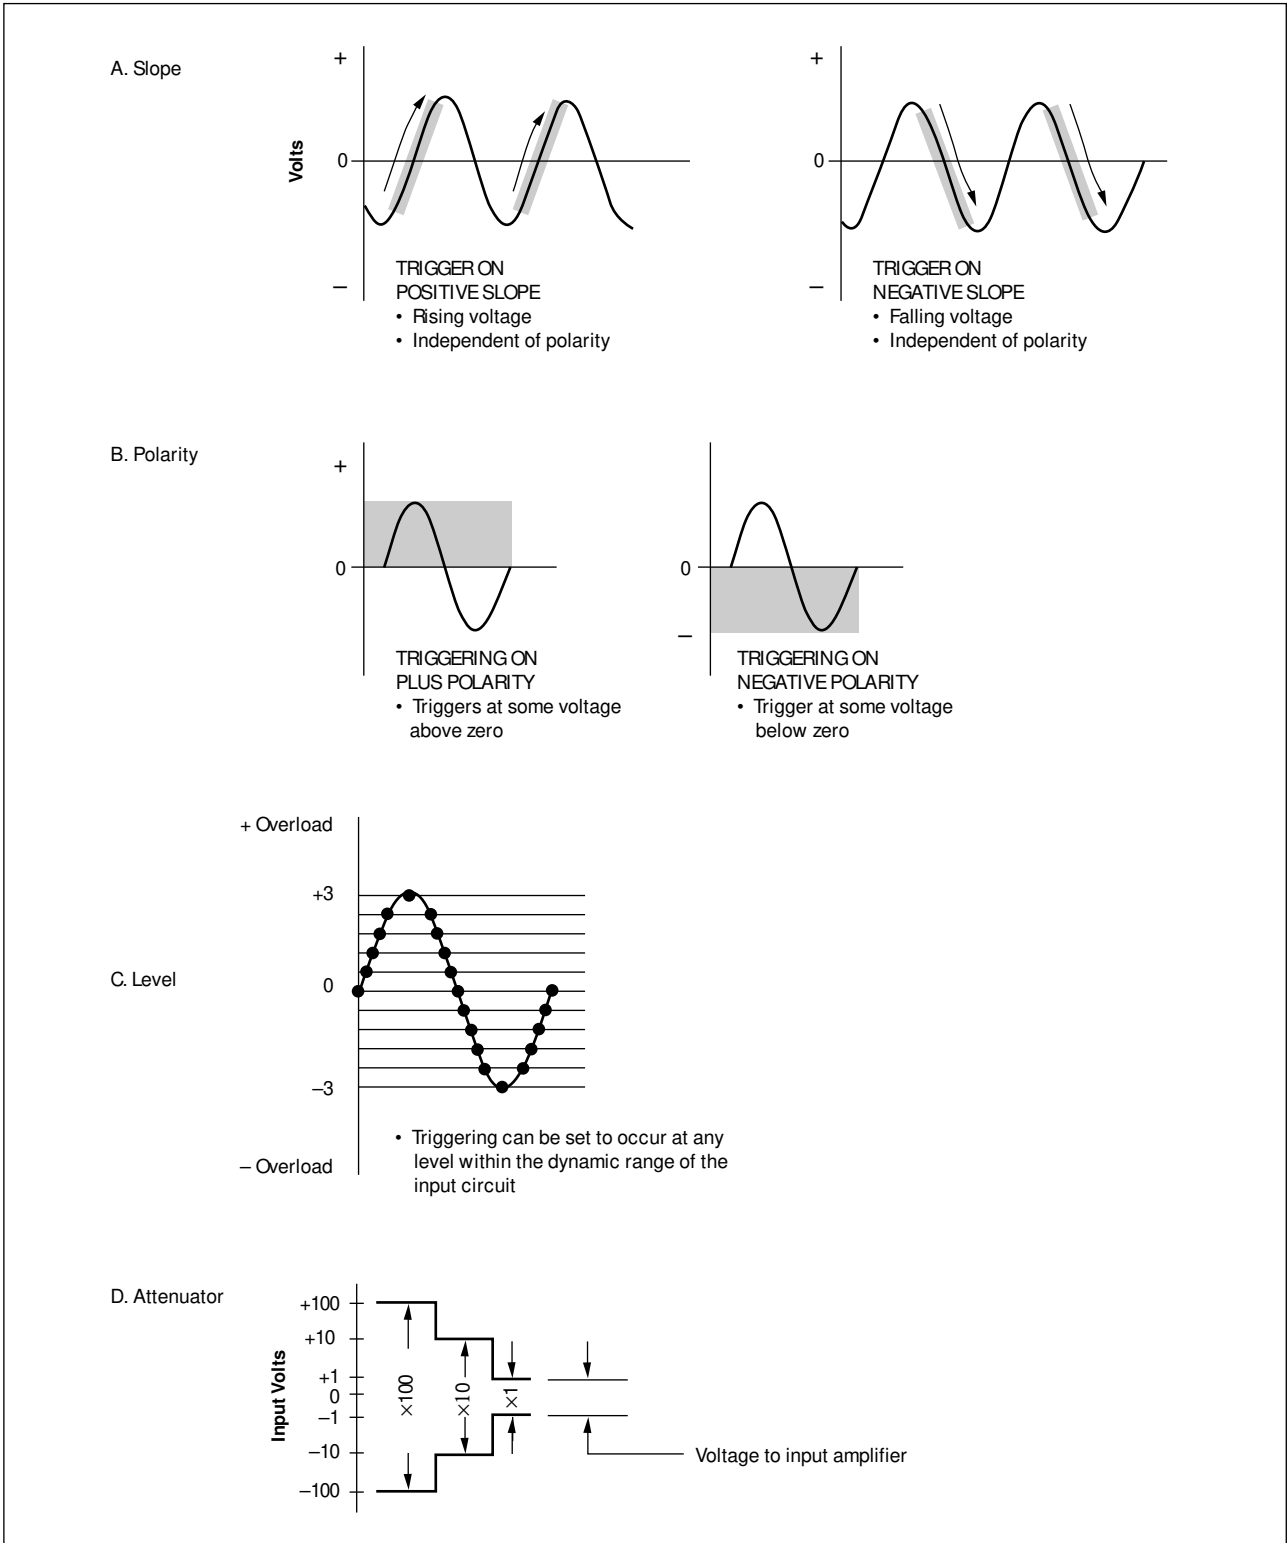 A. Slope
+
Volts
0
–
TRIGGER ON
POSITIVE SLOPE
• Rising voltage
• Independent of polarity
+
0
–
TRIGGER ON
NEGATIVE SLOPE
• Falling voltage
• Independent of polarity
B. Polarity
+
0
TRIGGERING ON
PLUS POLARITY
• Triggers at some voltage
above zero
0
–
TRIGGERING ON
NEGATIVE POLARITY
• Trigger at some voltage
below zero
C. Level
+ Overload
+3
0
–3
– Overload
• Triggering can be set to occur at any
level within the dynamic range of the
input circuit
D. Attenuator
Input Volts
+100
+10
+1
0
–1
–10
–100
×100
×10
×1
Voltage to input amplifier